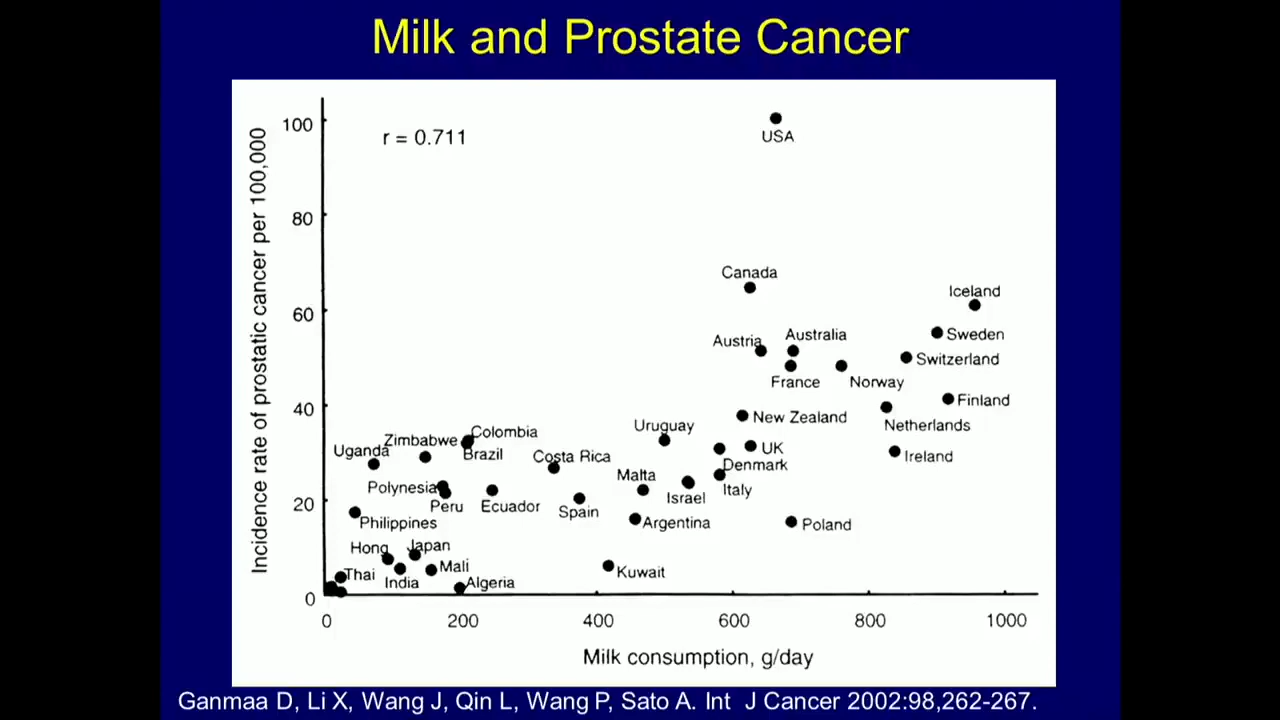 Milk and Prostate Cancer
r = 0.711
Incidence rate of prostatic cancer per 100,000
100
80
60
40
20
0
USA
Canada
Iceland
Austria
Australia
Sweden
Switzerland
France
Norway
Finland
New Zealand
Netherlands
Uruguay
Zimbabwe
Colombia
Uganda
Brazil
Costa Rica
UK
Ireland
Denmark
Malta
Polynesia
Italy
Israel
Peru
Ecuador
Spain
Philippines
Argentina
Poland
Hong
Japan
Thai
Mali
Kuwait
India
Algeria
0 200 400 600 800 1000
Milk consumption, g/day
Ganmaa D, Li X, Wang J, Qin L, Wang P, Sato A. Int J Cancer 2002:98,262-267.